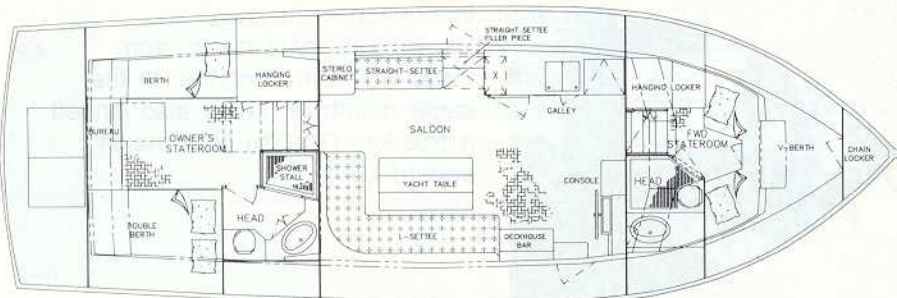 STRAIGHT SETTEE
FILLER PIECE
BERTH
HANGING
LOCKER
STEREO
CABINET
STRAIGHT-SETTEE
GALLEY
HANGING LOCKER
BUREAU
OWNER'S
STATEROOM
SALOON
FWD
STATEROOM
V-BERTH
CHAIN
LOCKER
SHOWER
STALL
YACHT TABLE
CONSOLE
HEAD
DOUBLE
BERTH
HEAD
L-SETTEE
DECKHOUSE
BAR